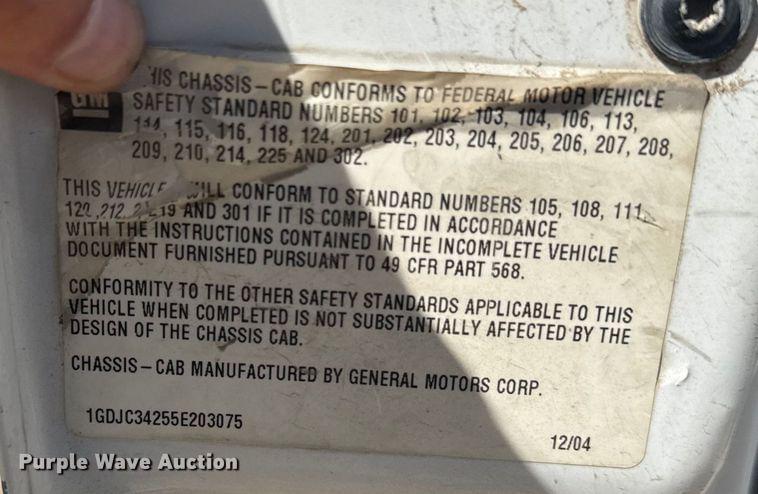 GM
HIS CHASSIS-CAB CONFORMS TO FEDERAL MOTOR VEHICLE
SAFETY STANDARD NUMBERS 101, 102, 103, 104, 106, 113,
114, 115, 116, 118, 124, 201, 202, 203, 204, 205, 206, 207, 208,
209, 210, 214, 225 AND 302.
THIS VEHICLE WILL CONFORM TO STANDARD NUMBERS 105, 108, 111,
120, 212, 219 AND 301 IF IT IS COMPLETED IN ACCORDANCE
WITH THE INSTRUCTIONS CONTAINED IN THE INCOMPLETE VEHICLE
DOCUMENT FURNISHED PURSUANT TO 49 CFR PART 568.
CONFORMITY TO THE OTHER SAFETY STANDARDS APPLICABLE TO THIS
VEHICLE WHEN COMPLETED IS NOT SUBSTANTIALLY AFFECTED BY THE
DESIGN OF THE CHASSIS CAB.
CHASSIS-CAB MANUFACTURED BY GENERAL MOTORS CORP.
1GDJC34255E203075
12/04
Purple Wave Auction